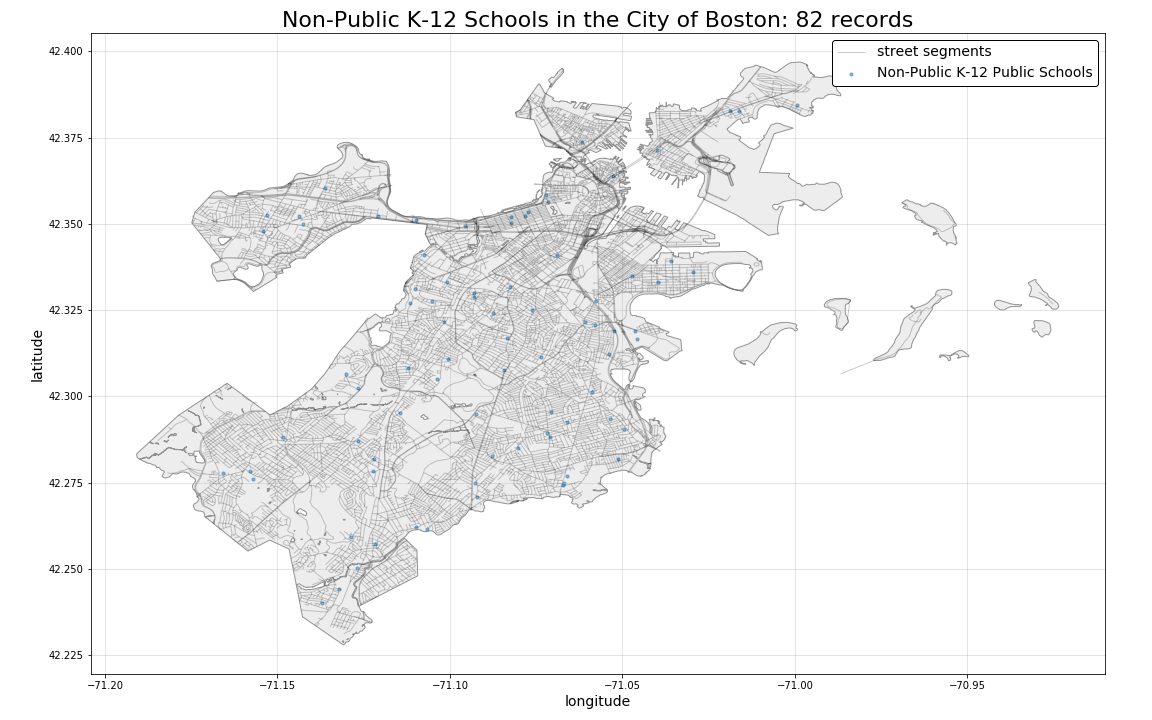 Non-Public K-12 Schools in the City of Boston: 82 records
street segments
Non-Public K-12 Public Schools
42.400
42.375
42.350
42.325
42.300
42.275
42.250
42.225
latitude
−71.20
−71.15
−71.10
−71.05
−71.00
−70.95
longitude